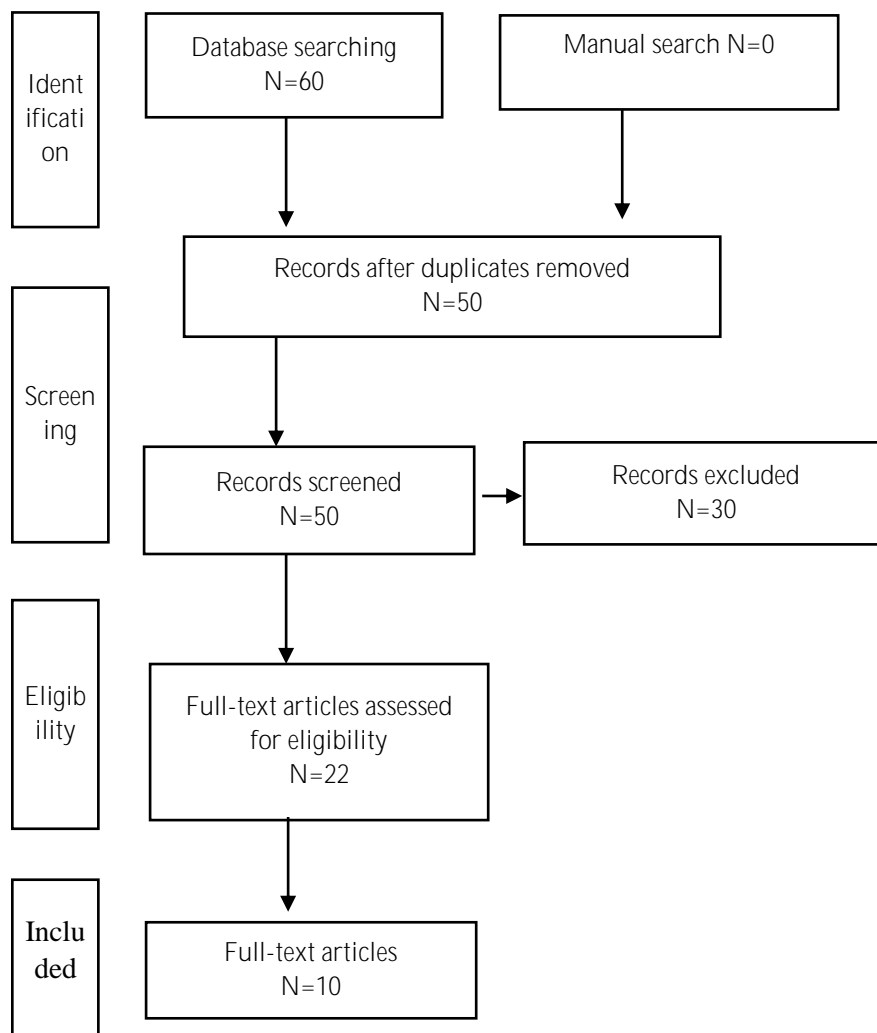 Ident
ificati
on
Database searching
N=60
Manual search N=0
Records after duplicates removed
N=50
Screen
ing
Records screened
N=50
Records excluded
N=30
Eligib
ility
Full-text articles assessed
for eligibility
N=22
Inclu
ded
Full-text articles
N=10